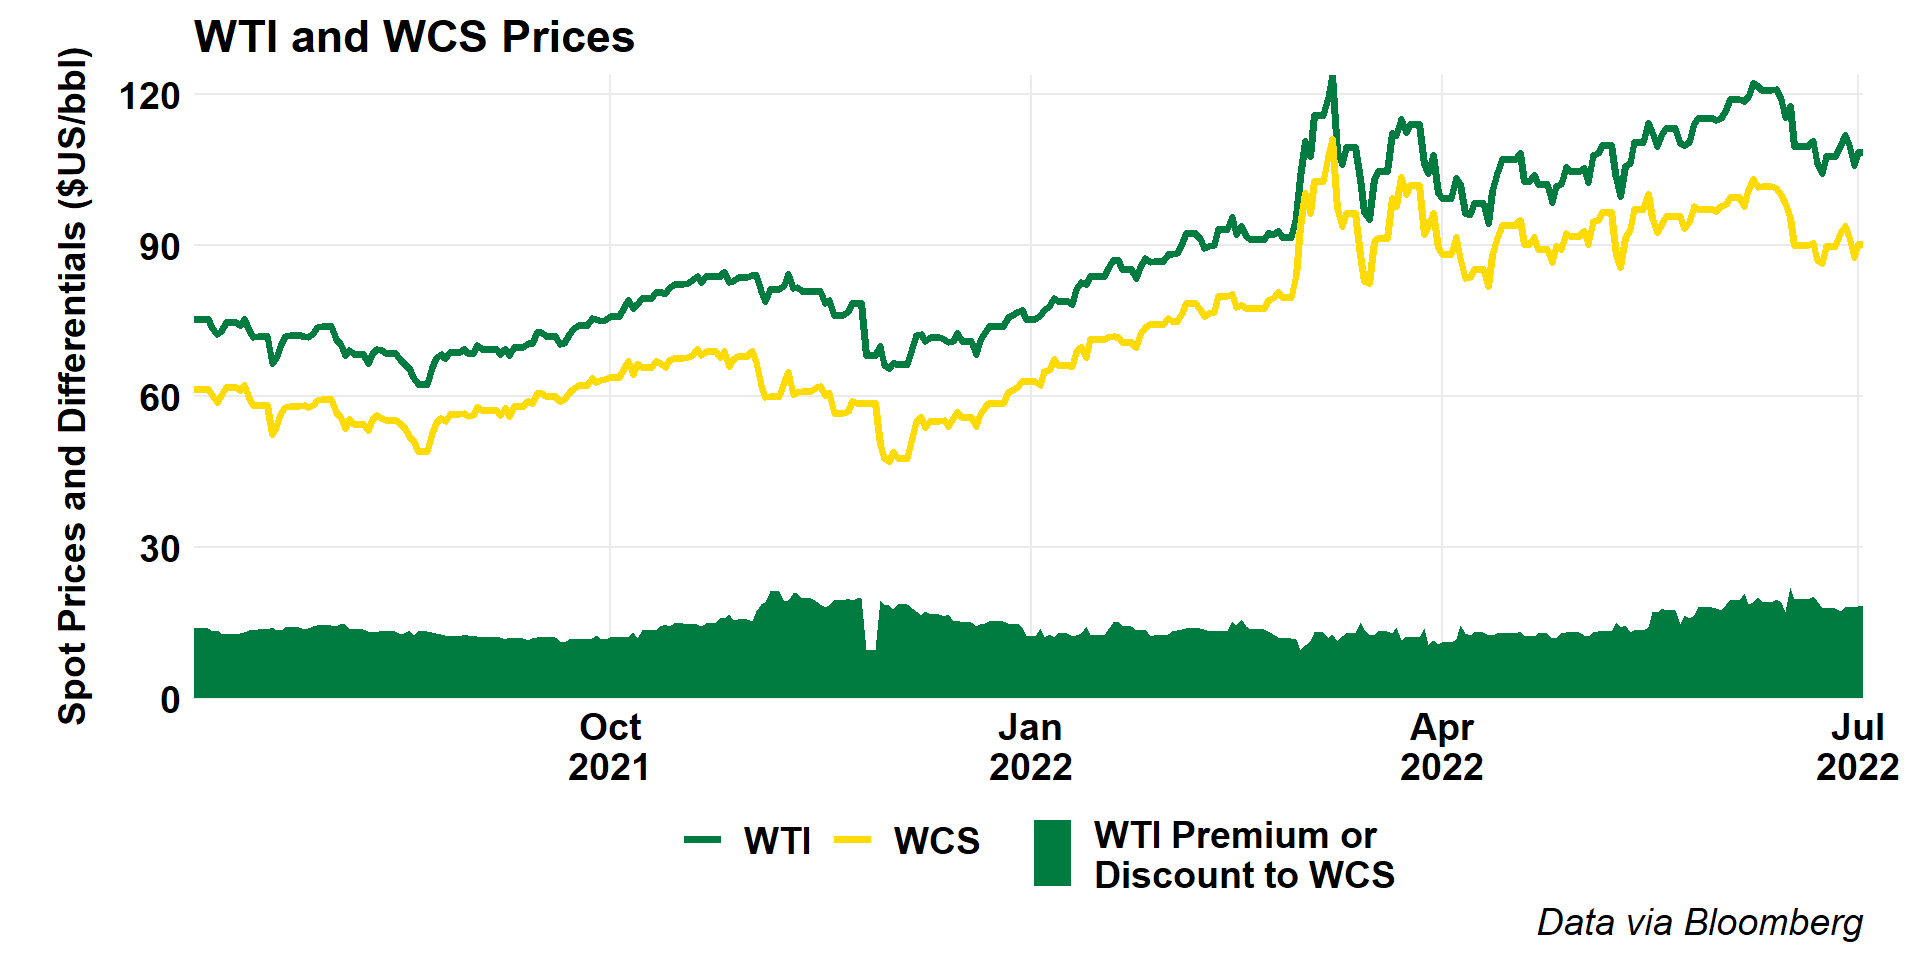 WTI and WCS Prices
Spot Prices and Differentials ($US/bbl)
120
90
60
30
0
Oct
2021
Jan
2022
Apr
2022
Jul
2022
WTI
WCS
WTI Premium or
Discount to WCS
Data via Bloomberg